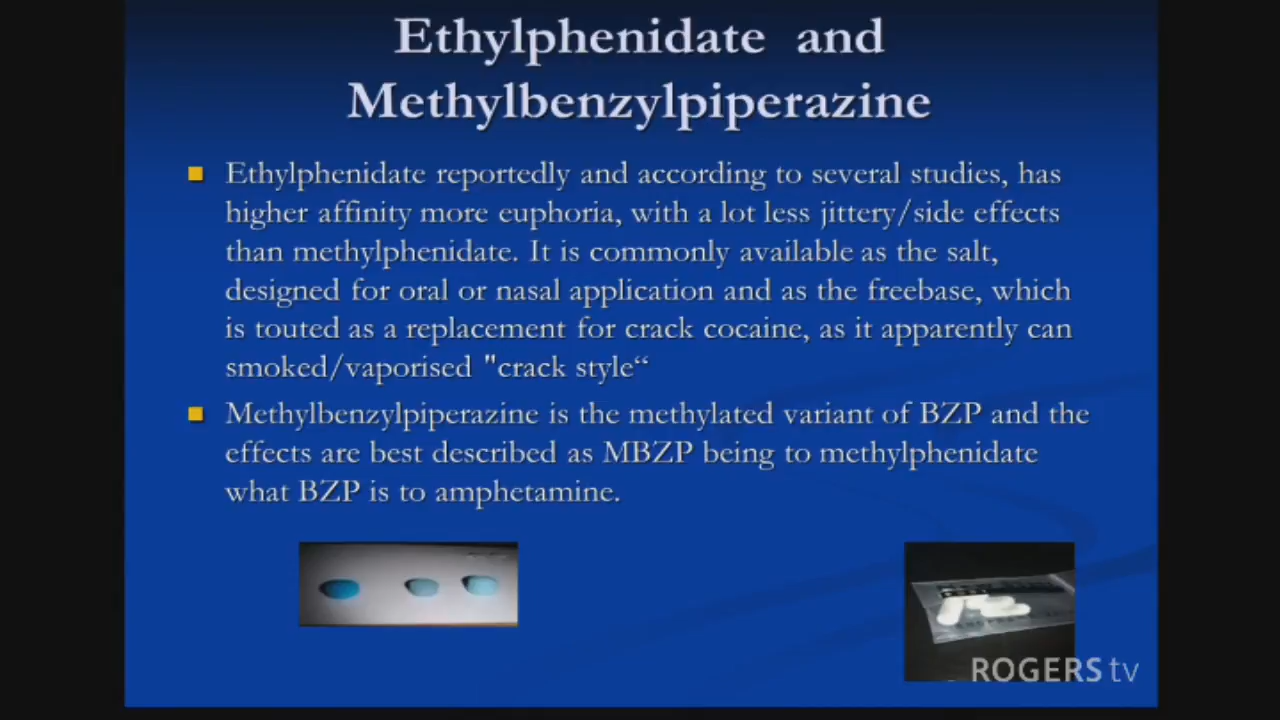 Ethylphenidate and
Methylbenzylpiperazine
Ethylphenidate reportedly and according to several studies, has
higher affinity more euphoria, with a lot less jittery/side effects
than methylphenidate. It is commonly available as the salt,
designed for oral or nasal application and as the freebase, which
is touted as a replacement for crack cocaine, as it apparently can
smoked/vaporised "crack style“
Methylbenzylpiperazine is the methylated variant of BZP and the
effects are best described as MBZP being to methylphenidate
what BZP is to amphetamine.
ROGERS tv